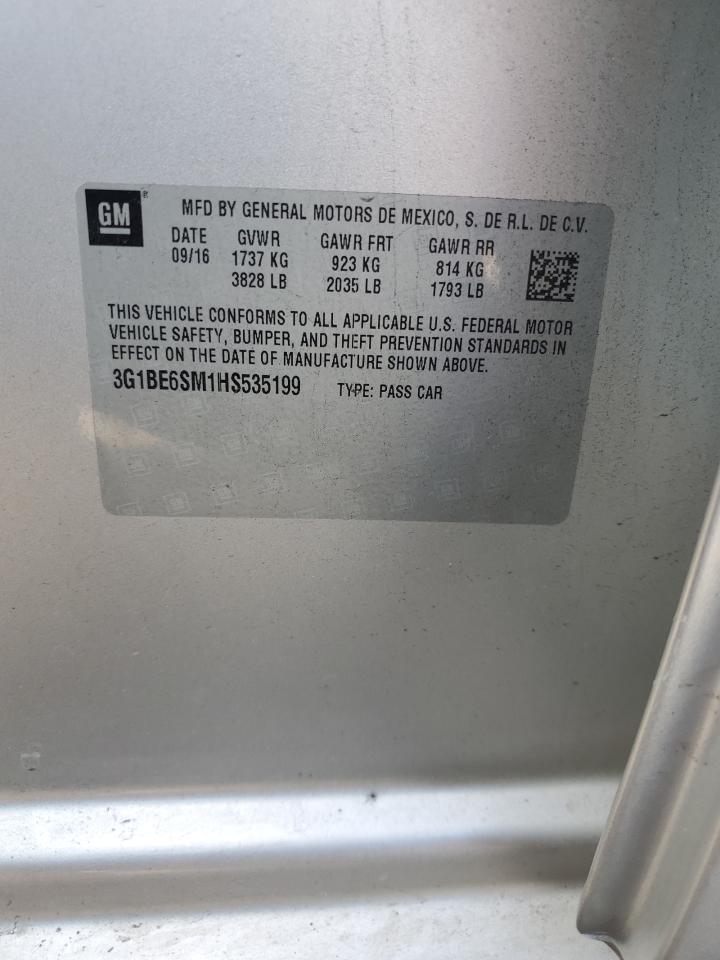 GM ® MFD BY GENERAL MOTORS DE MEXICO, S. DE R.L. DE C.V.
DATE GVWR GAWR FRT GAWR RR
09/16 1737 KG 923 KG 814 KG
3828 LB 2035 LB 1793 LB
THIS VEHICLE CONFORMS TO ALL APPLICABLE U.S. FEDERAL MOTOR
VEHICLE SAFETY, BUMPER, AND THEFT PREVENTION STANDARDS IN
EFFECT ON THE DATE OF MANUFACTURE SHOWN ABOVE.
3G1BE6SM1HS535199 TYPE: PASS CAR